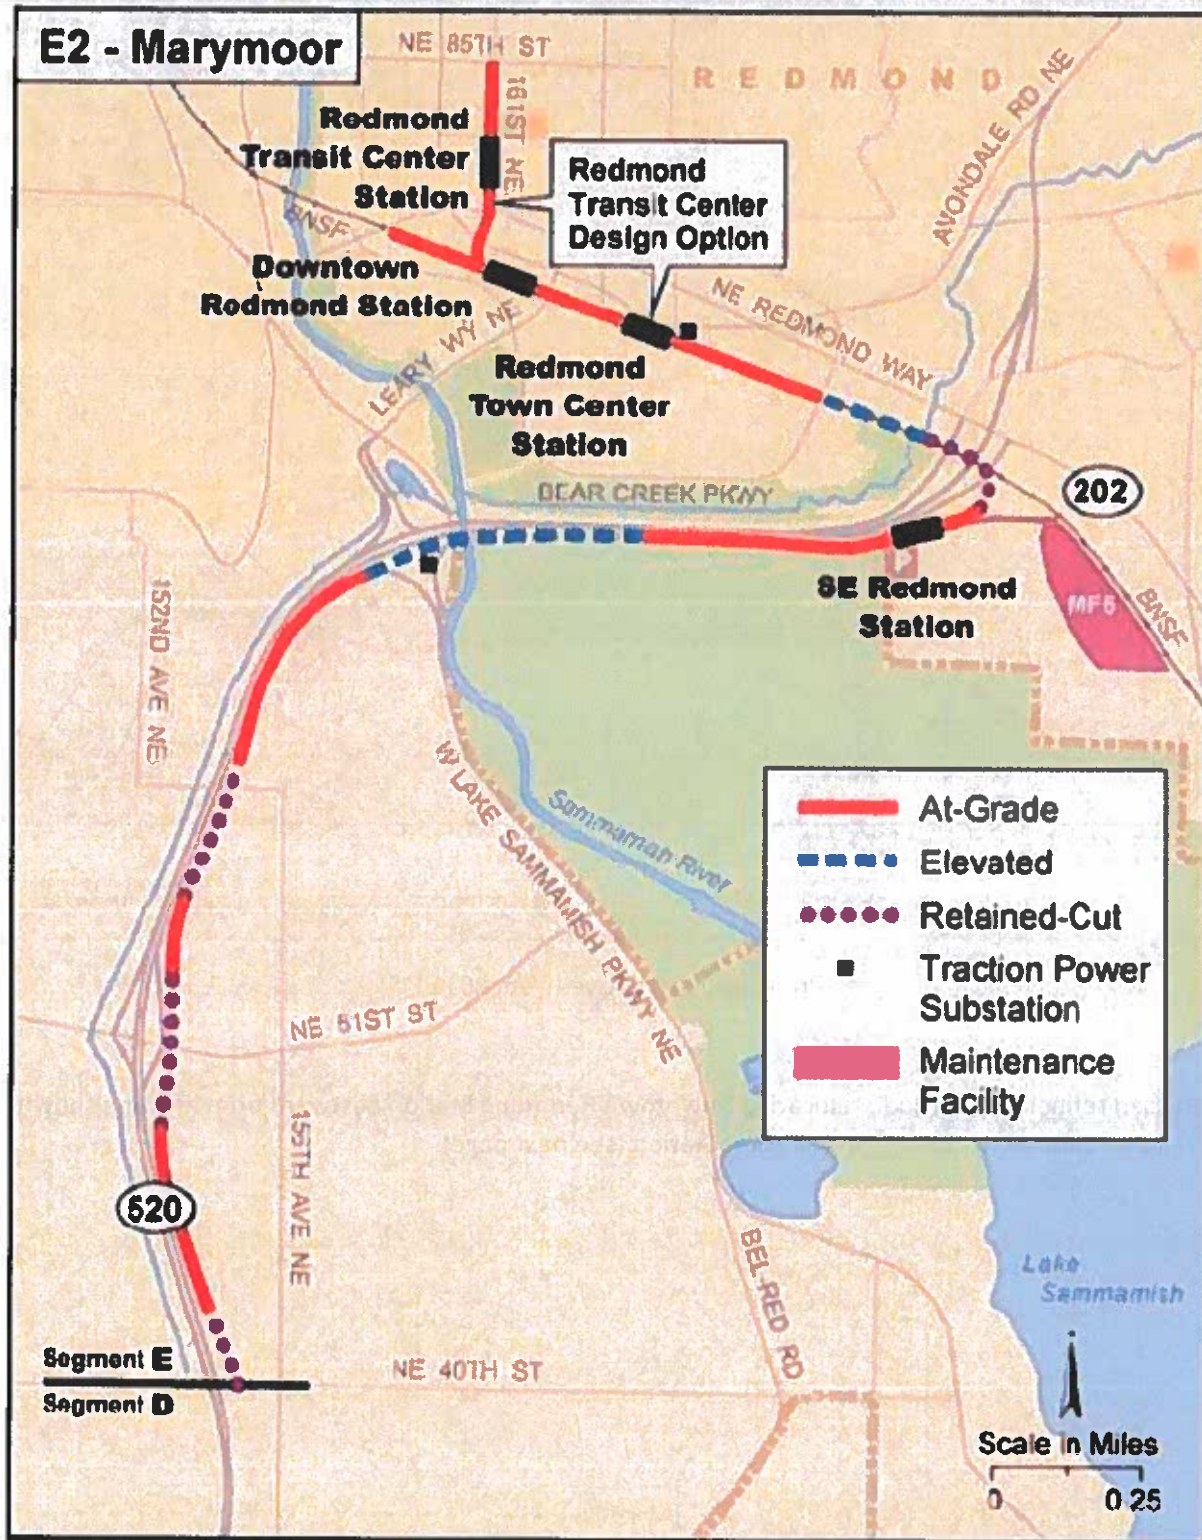 E2 - Marymoor
NE 85TH ST
REDMOND
161ST NE
AVONDALE RD NE
Redmond
Transit Center
Station
Redmond
Transit Center
Design Option
BNSF
Downtown
Redmond Station
LEARY WY NE
NE REDMOND WAY
Redmond
Town Center
Station
BEAR CREEK PKWY
202
SE Redmond
Station
MF5
BNSF
152ND AVE NE
W LAKE SAMMAMISH PKWY NE
Sammamah River
At-Grade
Elevated
Retained-Cut
Traction Power
Substation
Maintenance
Facility
NE 51ST ST
156TH AVE NE
520
BEL-RED RD
Lake
Sammamish
Segment E
Segment D
NE 40TH ST
Scale in Miles
0 0.25